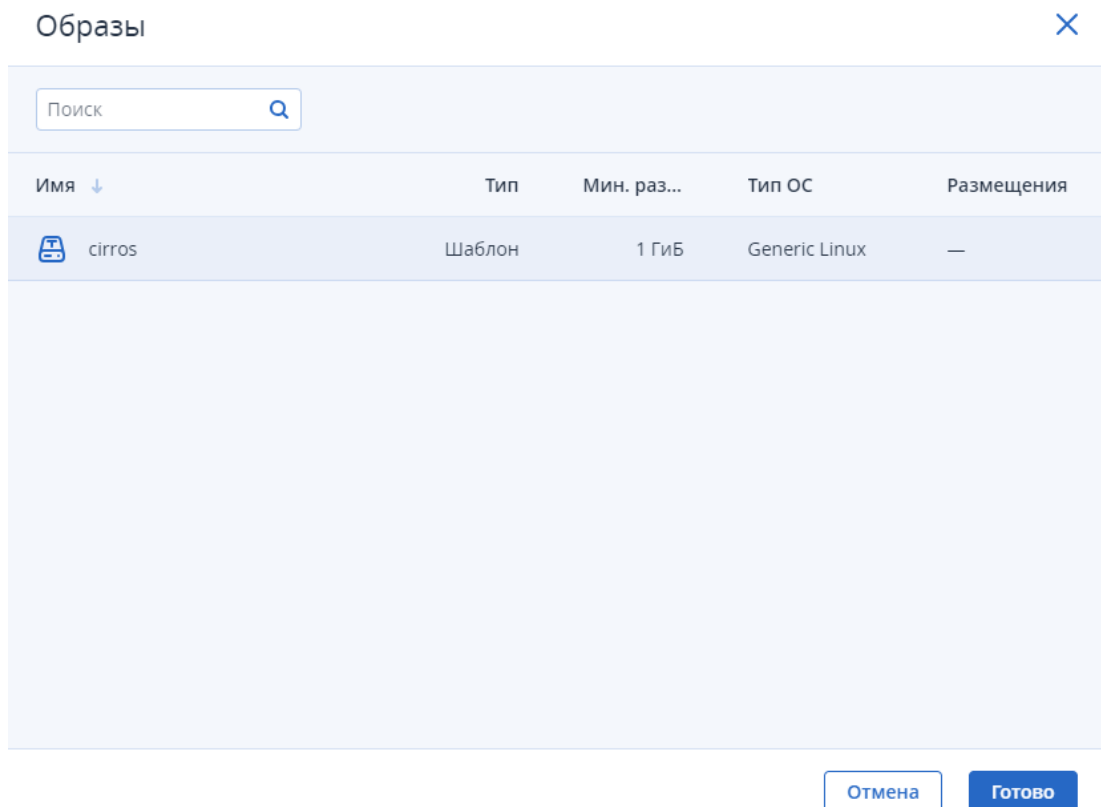 Образы
Поиск
Имя Тип Мин. раз... Тип ОС Размещения
cirros Шаблон 1 ГиБ Generic Linux —
Отмена Готово